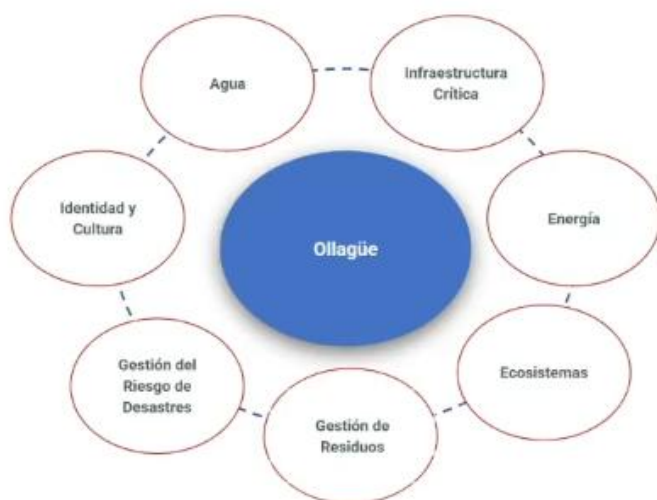 Agua
Infraestructura
Crítica
Identidad y
Cultura
Energía
Ollagüe
Gestión del
Riesgo de
Desastres
Ecosistemas
Gestión de
Residuos